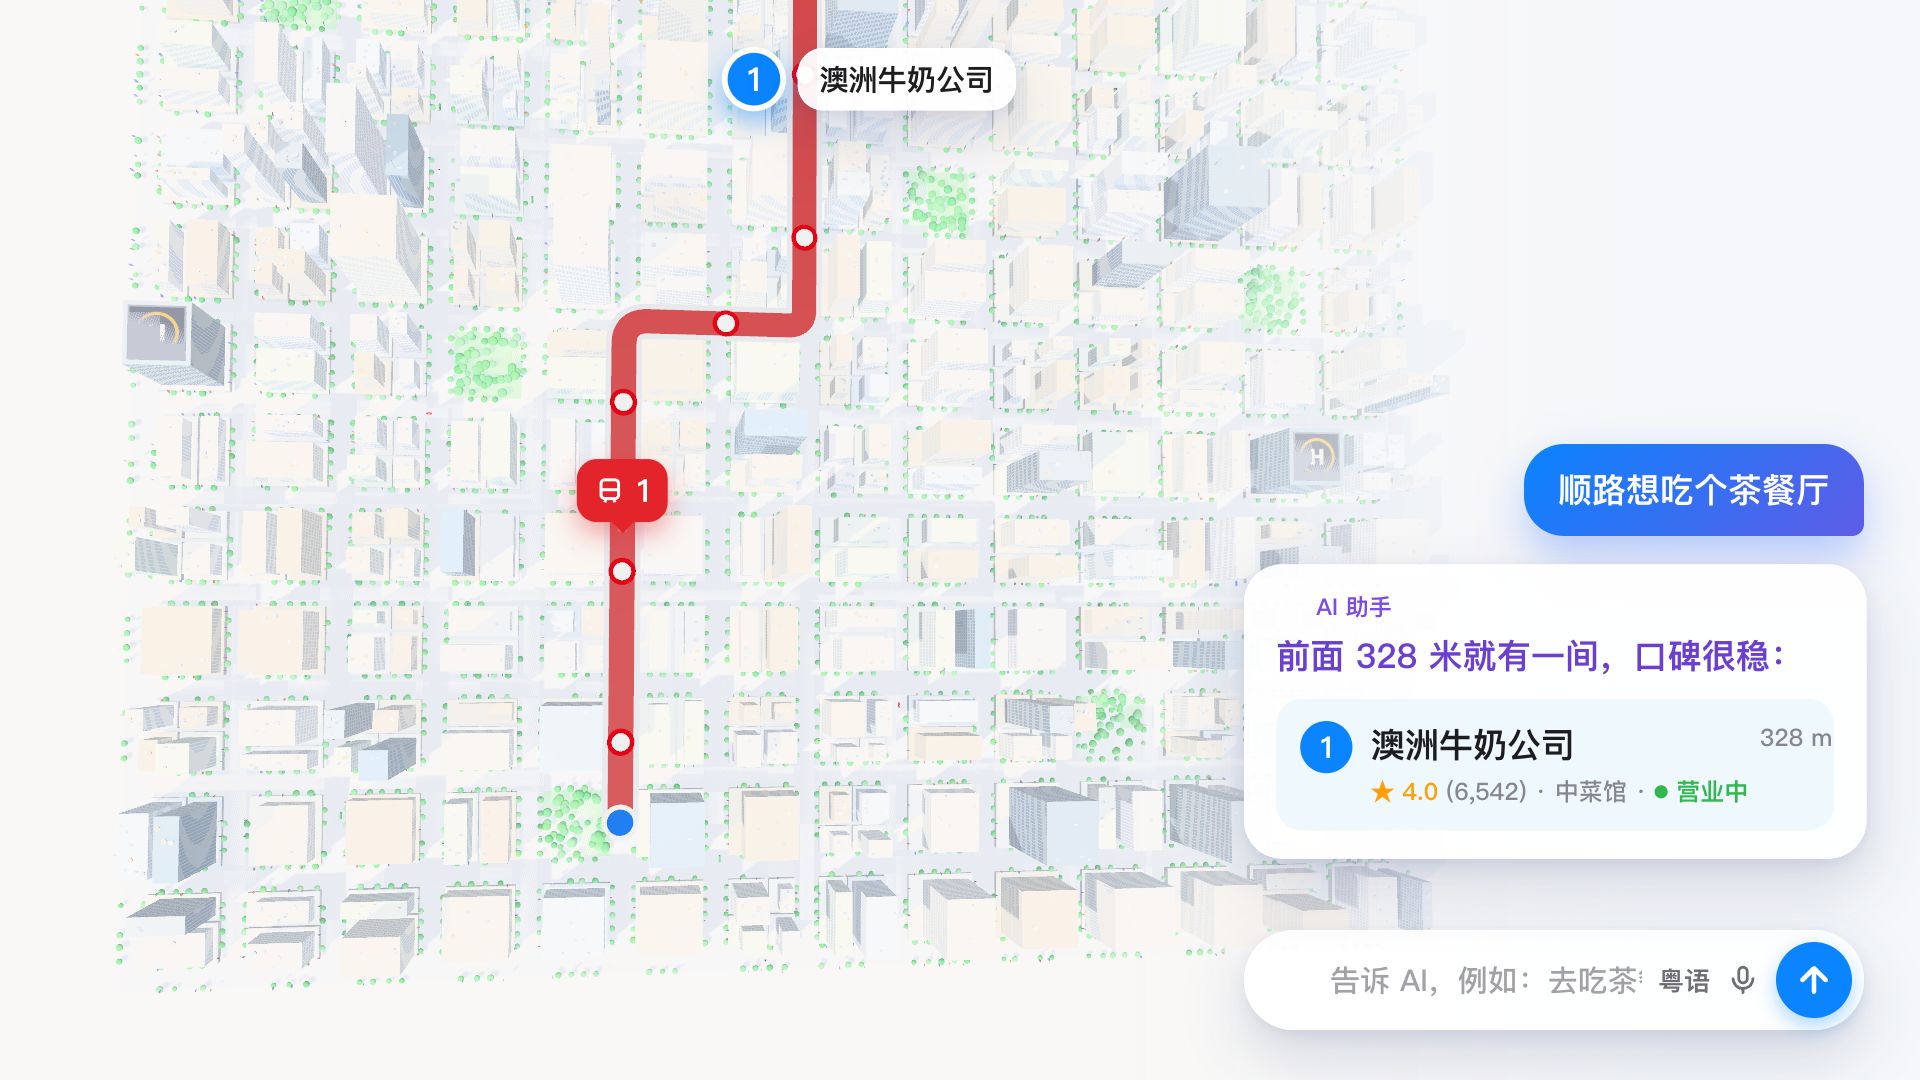 1
澳洲牛奶公司
H
1
顺路想吃个茶餐厅
AI 助手
前面 328 米就有一间，口碑很稳：
1
澳洲牛奶公司
328 m
★ 4.0 (6,542) · 中菜馆 · ● 营业中
告诉 AI，例如：去吃茶
粤语